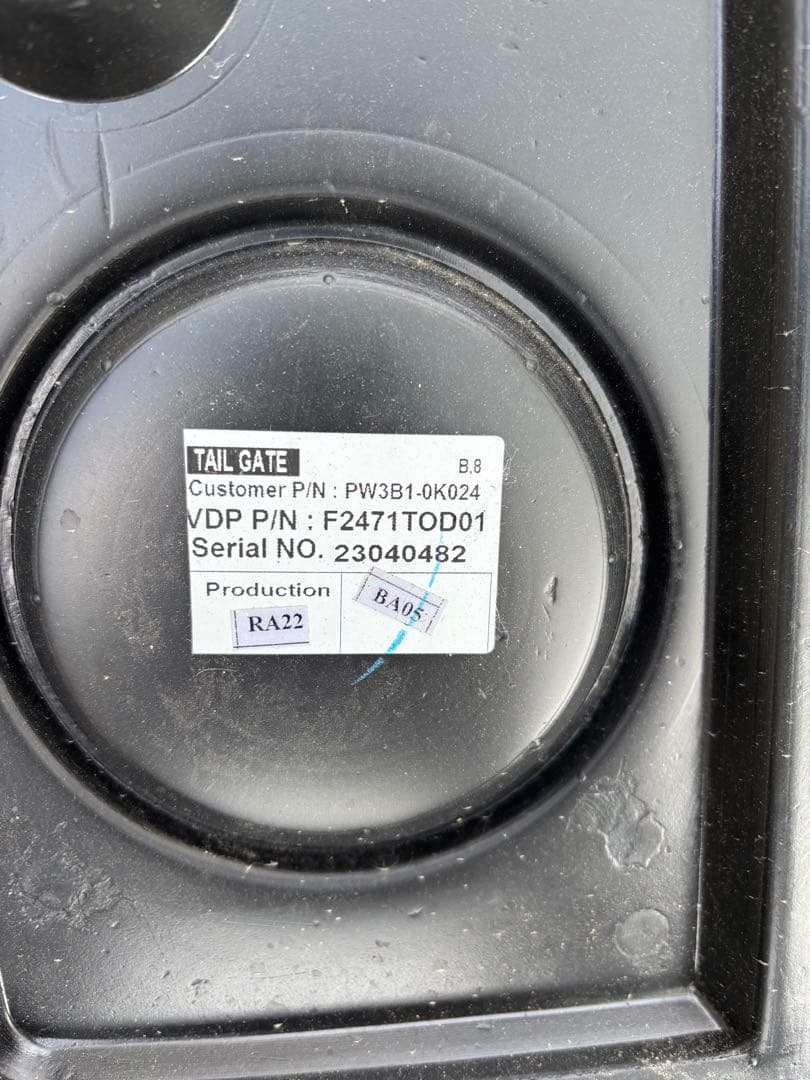 TAIL GATE B.8
Customer P/N : PW3B1-0K024
VDP P/N : F2471TOD01
Serial NO. 23040482
Production
RA22
BA05